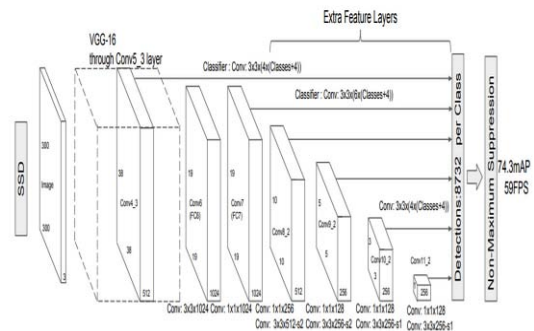 Extra Feature Layers
VGG-16
through Conv5_3 layer
Classifier : Conv: 3x3x(4x(Classes+4))
Classifier : Conv: 3x3x(6x(Classes+4))
SSD
300
Image
300
3
38
Conv4_3
38
512
19
Conv6
(FC6)
19
1024
19
Conv7
(FC7)
19
1024
10
Conv8_2
10
512
5
Conv9_2
5
256
Conv: 3x3x(4x(Classes+4))
3
Conv10_2
3
256
Conv11_2
256
Detections:8732 per Class
Non-Maximum Suppression
74.3mAP
59FPS
Conv: 3x3x1024
Conv: 1x1x1024
Conv: 1x1x256
Conv: 3x3x512-s2
Conv: 1x1x128
Conv: 3x3x256-s2
Conv: 1x1x128
Conv: 3x3x256-s1
Conv: 1x1x128
Conv: 3x3x256-s1